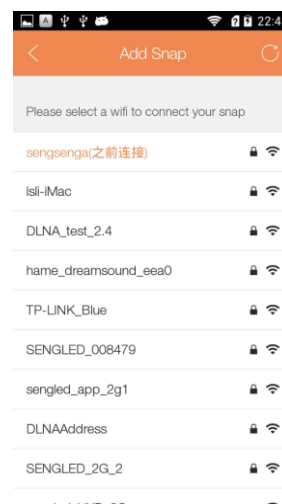 22:4
Add Snap
Please select a wifi to connect your snap
sengsenga(之前连接)
lsli-iMac
DLNA_test_2.4
hame_dreamsound_eea0
TP-LINK_Blue
SENGLED_008479
sengled_app_2g1
DLNAAddress
SENGLED_2G_2